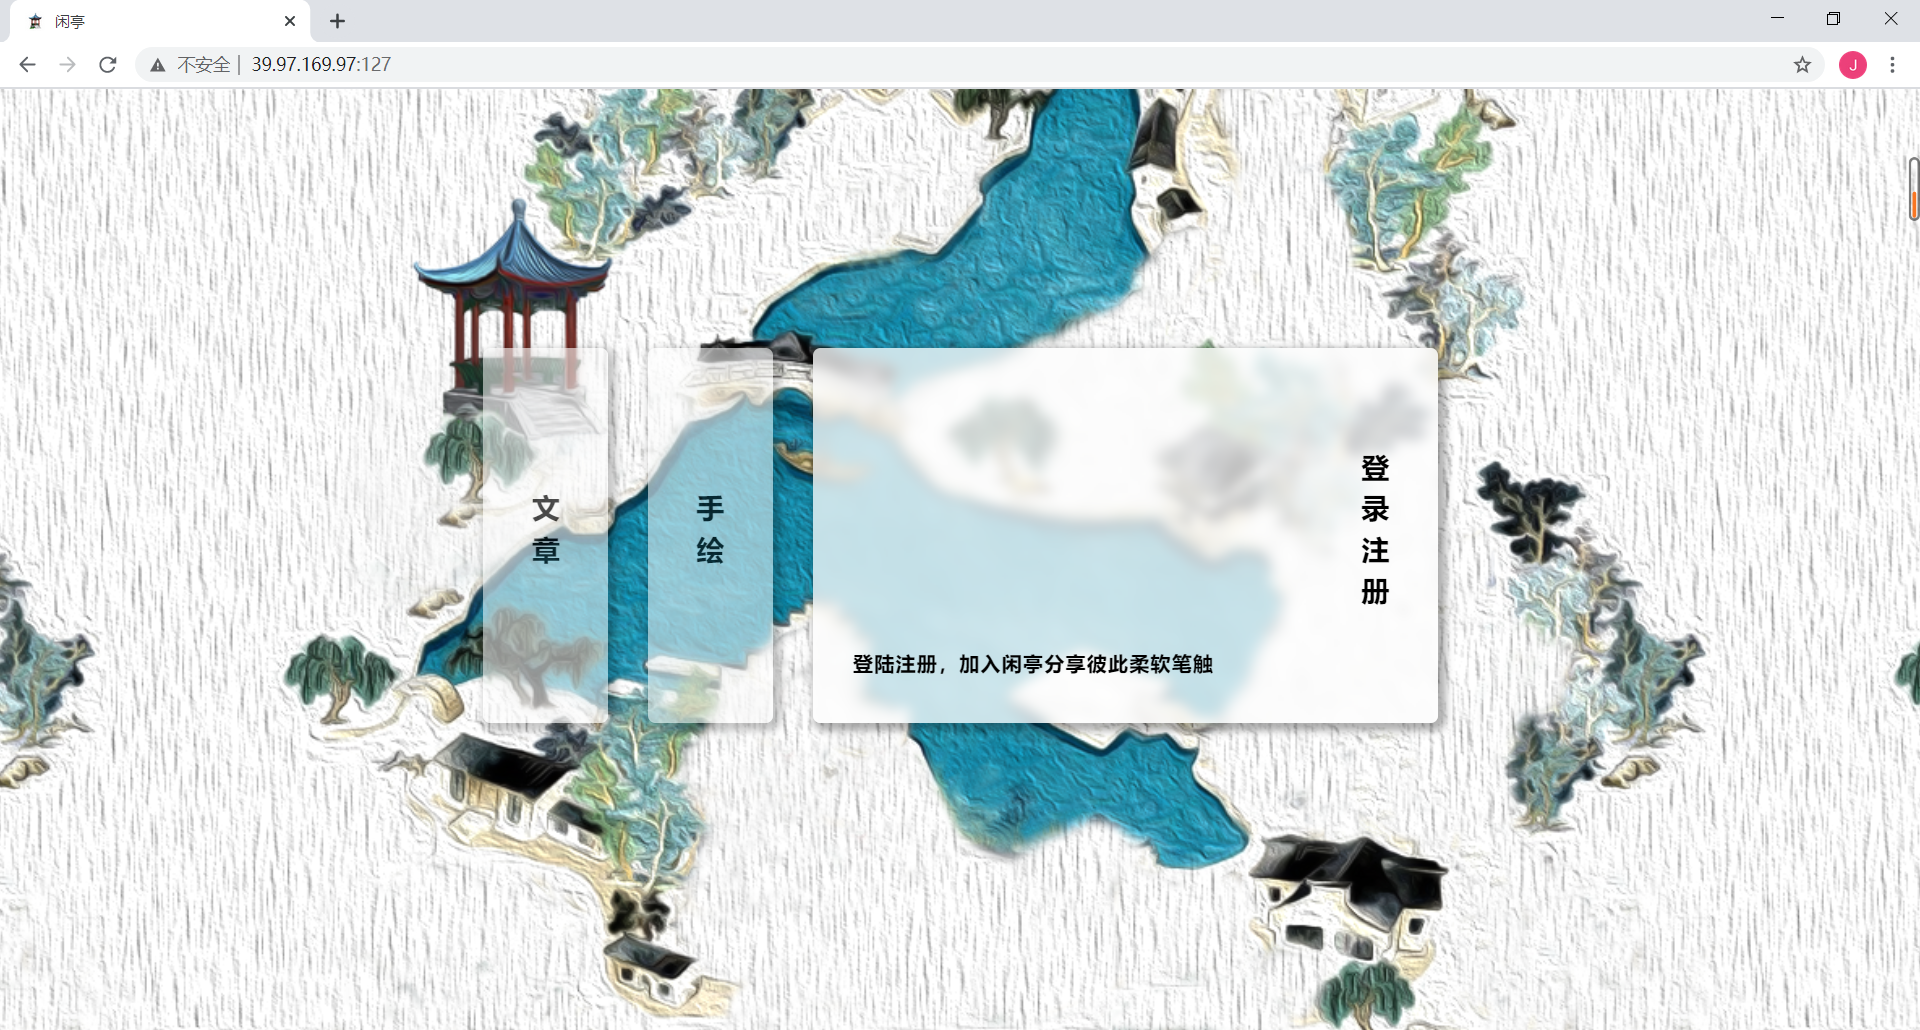 闲亭
不安全 | 39.97.169.97:127
J
文章
手绘
登录注册
登陆注册，加入闲亭分享彼此柔软笔触